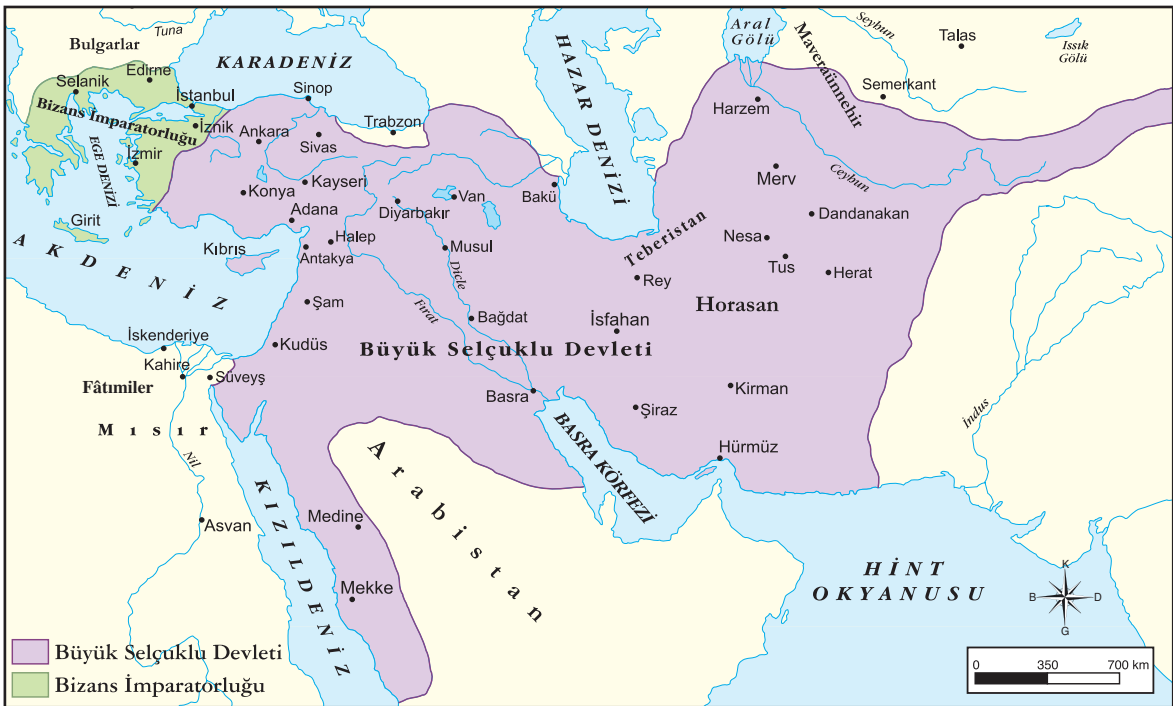 Tuna
Bulgarlar
Edirne
Selanik
İstanbul
Bizans İmparatorluğu
İznik
İzmir
EGE DENİZİ
Girit
AKDENİZ
KARADENİZ
Sinop
Trabzon
Ankara
Sivas
Kayseri
Konya
Adana
Diyarbakır
Van
Bakü
Halep
Antakya
Kıbrıs
Musul
Dicle
Fırat
Şam
Bağdat
Kudüs
İskenderiye
Kahire
Süveyş
Fâtımiler
Mısır
Nil
Asvan
KIZILDENİZ
Medine
Mekke
Arabistan
Basra
BASRA KÖRFEZİ
Büyük Selçuklu Devleti
HAZAR DENİZİ
Aral
Gölü
Seybun
Maveraünnehir
Talas
Issık
Gölü
Semerkant
Harzem
Merv
Ceybun
Dandanakan
Nesa
Tus
Herat
Teberistan
Rey
Horasan
İsfahan
Kirman
Şiraz
Hürmüz
İndus
HİNT
OKYANUSU
K
B
D
G
0 350 700 km
Büyük Selçuklu Devleti
Bizans İmparatorluğu